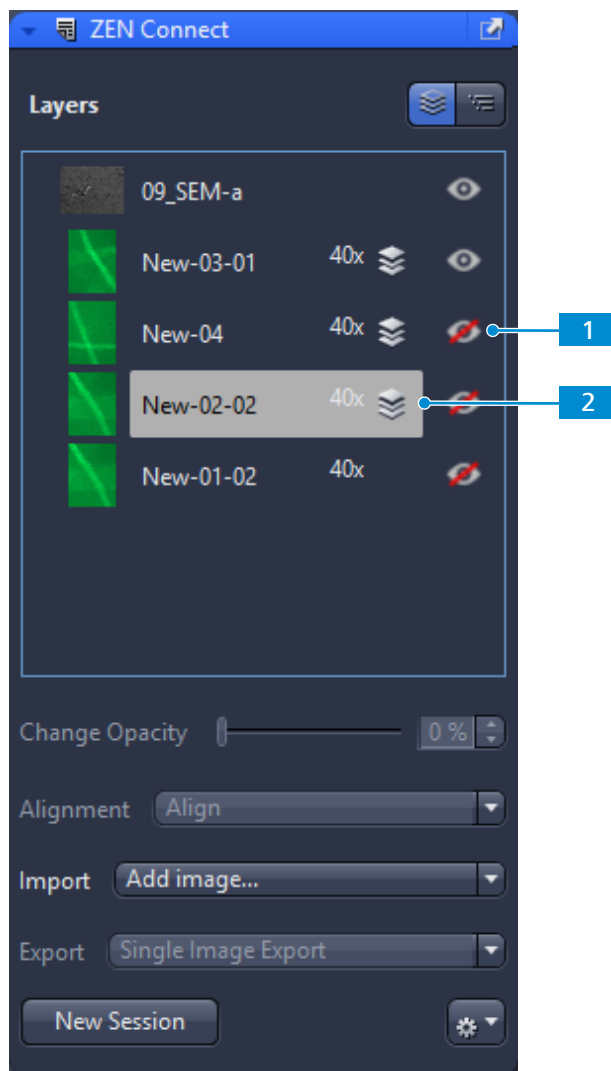 ZEN Connect
Layers
09_SEM-a
New-03-01 40x
New-04 40x 1
New-02-02 40x 2
New-01-02 40x
Change Opacity 0 %
Alignment Align
Import Add image...
Export Single Image Export
New Session